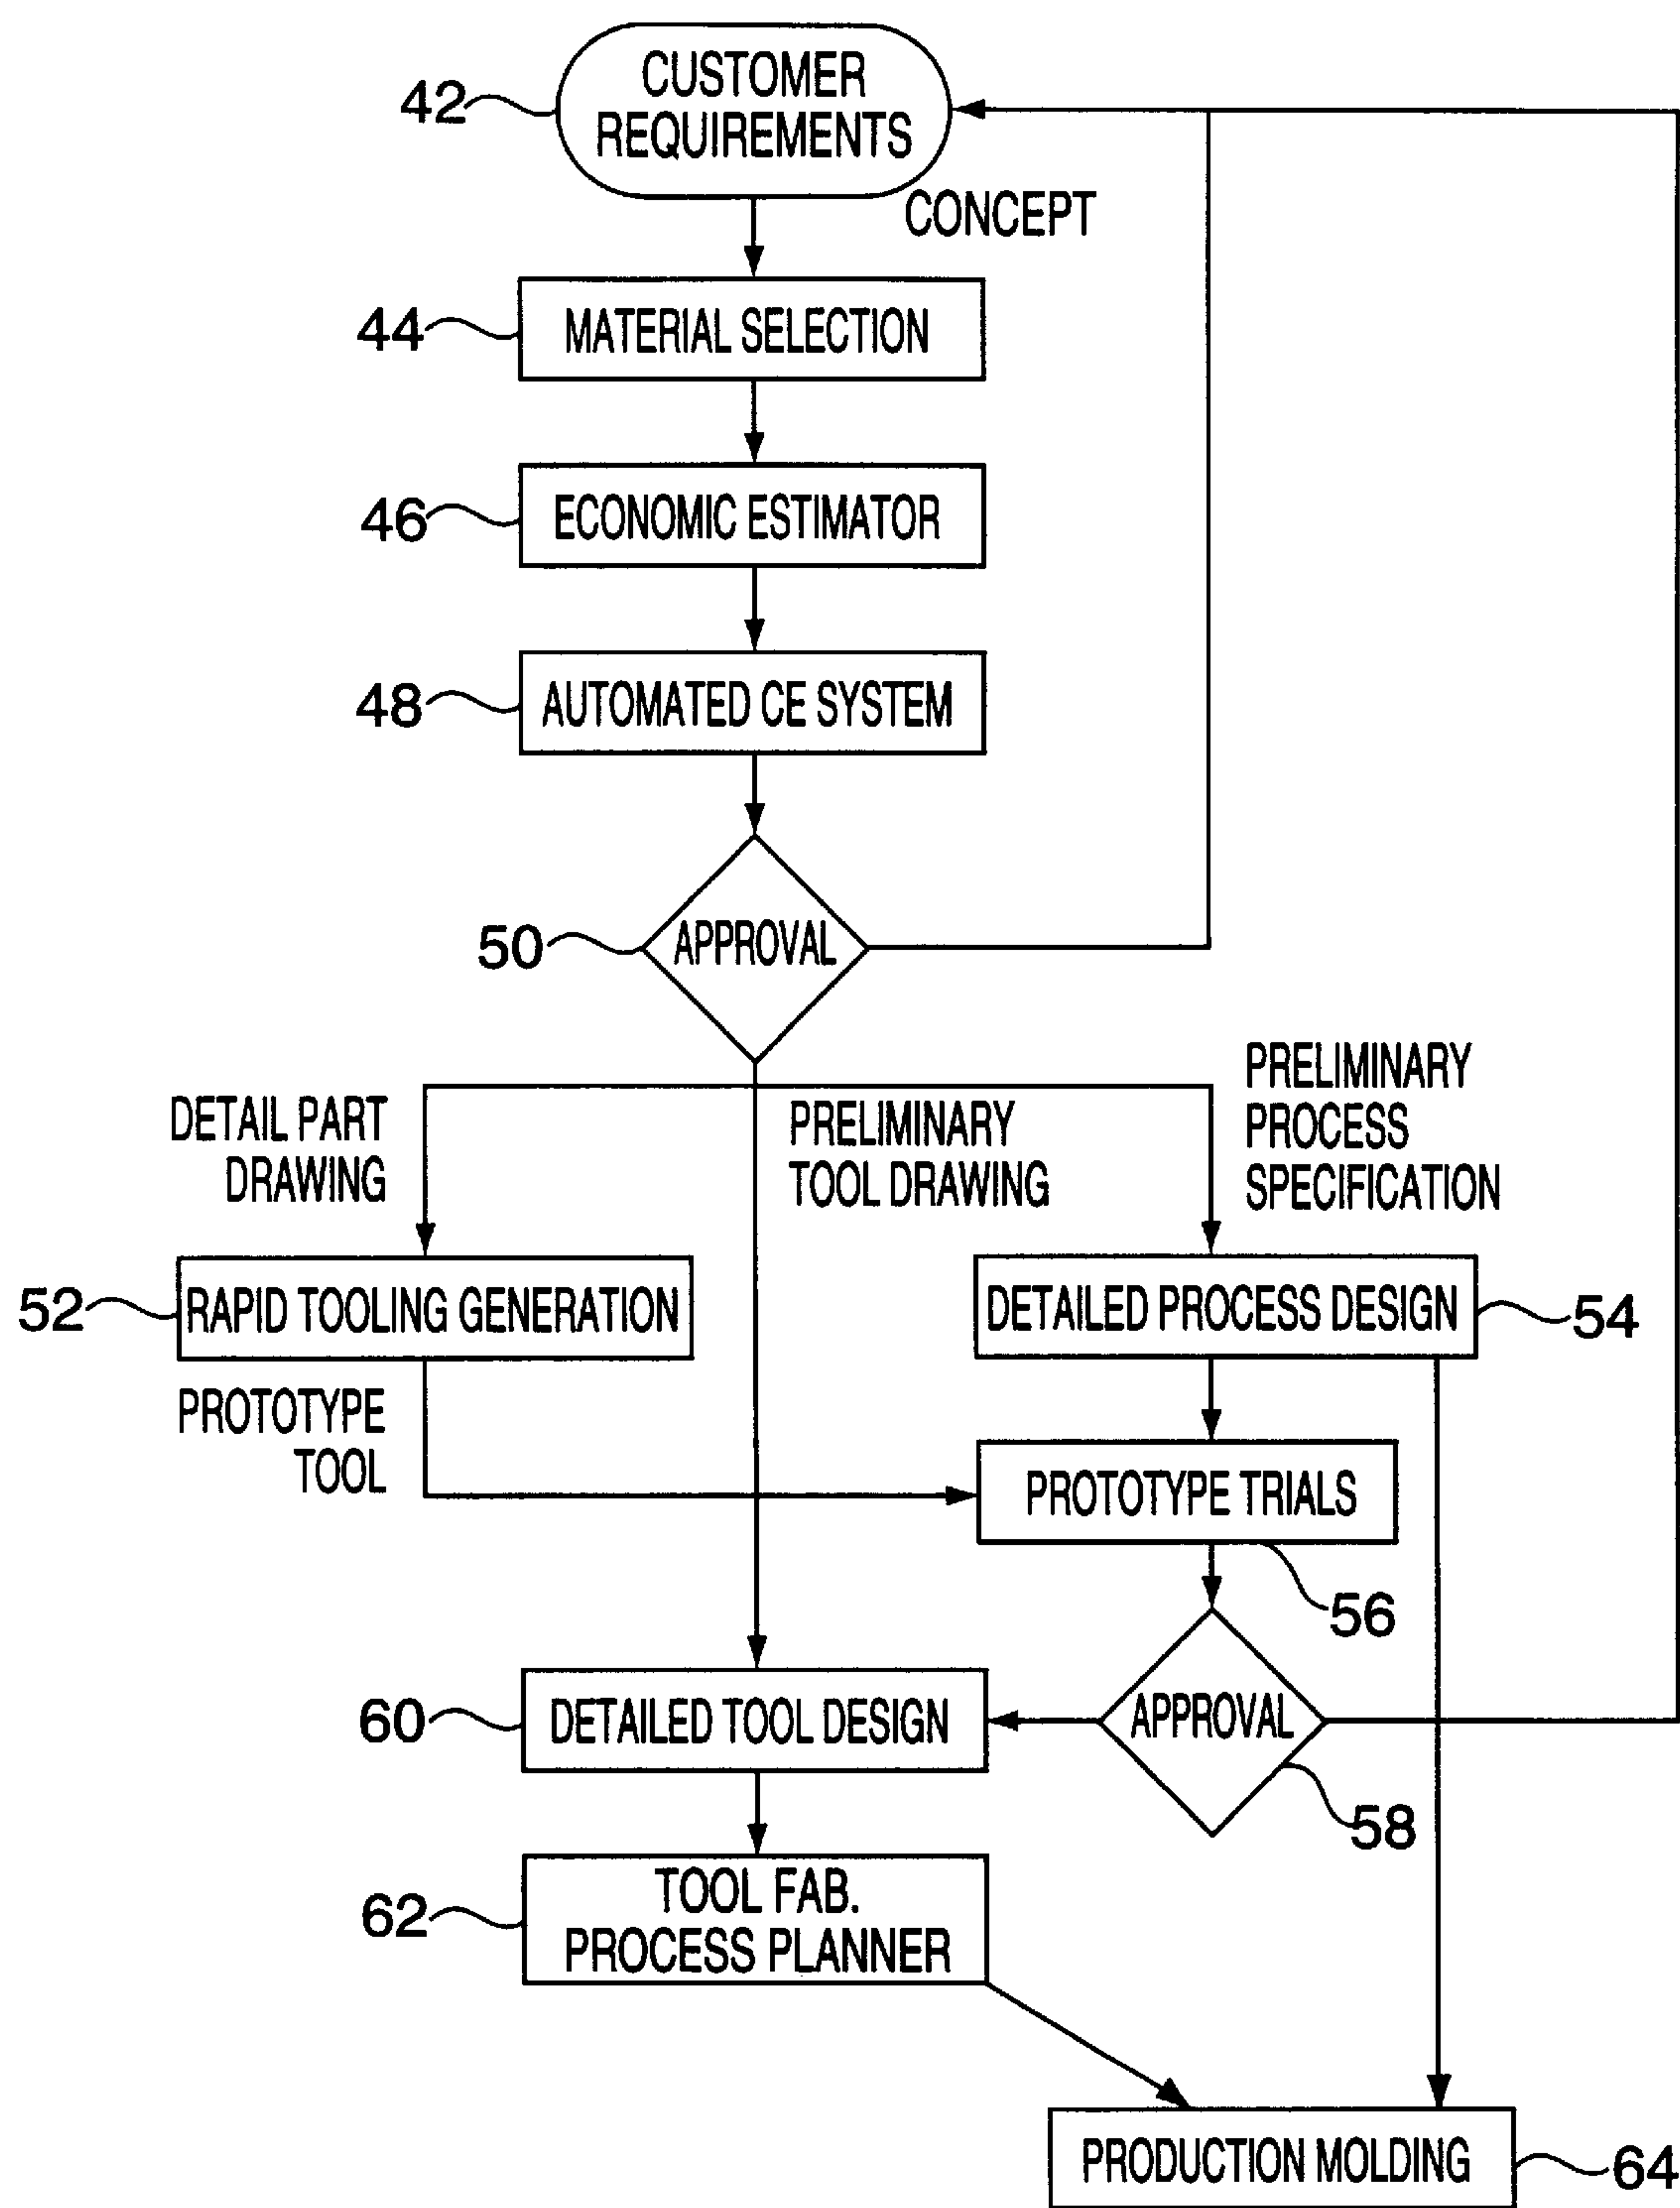 CUSTOMER
REQUIREMENTS
42
CONCEPT
44
MATERIAL SELECTION
46
ECONOMIC ESTIMATOR
48
AUTOMATED CE SYSTEM
50
APPROVAL
DETAIL PART
DRAWING
PRELIMINARY
TOOL DRAWING
PRELIMINARY
PROCESS
SPECIFICATION
52
RAPID TOOLING GENERATION
DETAILED PROCESS DESIGN
54
PROTOTYPE
TOOL
PROTOTYPE TRIALS
56
60
DETAILED TOOL DESIGN
APPROVAL
58
62
TOOL FAB.
PROCESS PLANNER
PRODUCTION MOLDING
64